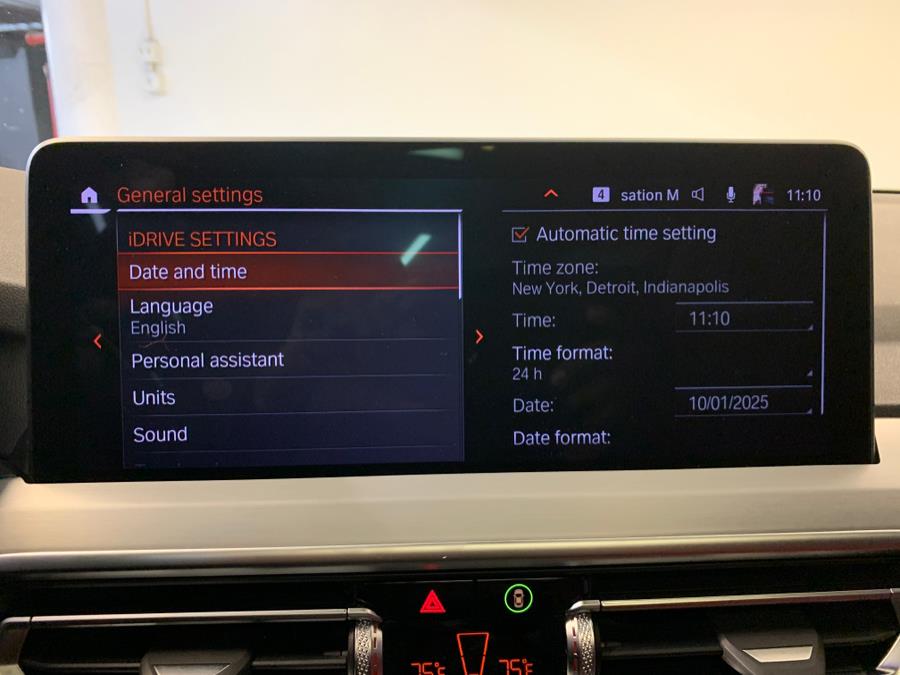 General settings
4 sation M 11:10
iDRIVE SETTINGS
Date and time
Language
English
Personal assistant
Units
Sound
Automatic time setting
Time zone:
New York, Detroit, Indianapolis
Time: 11:10
Time format:
24 h
Date: 10/01/2025
Date format: